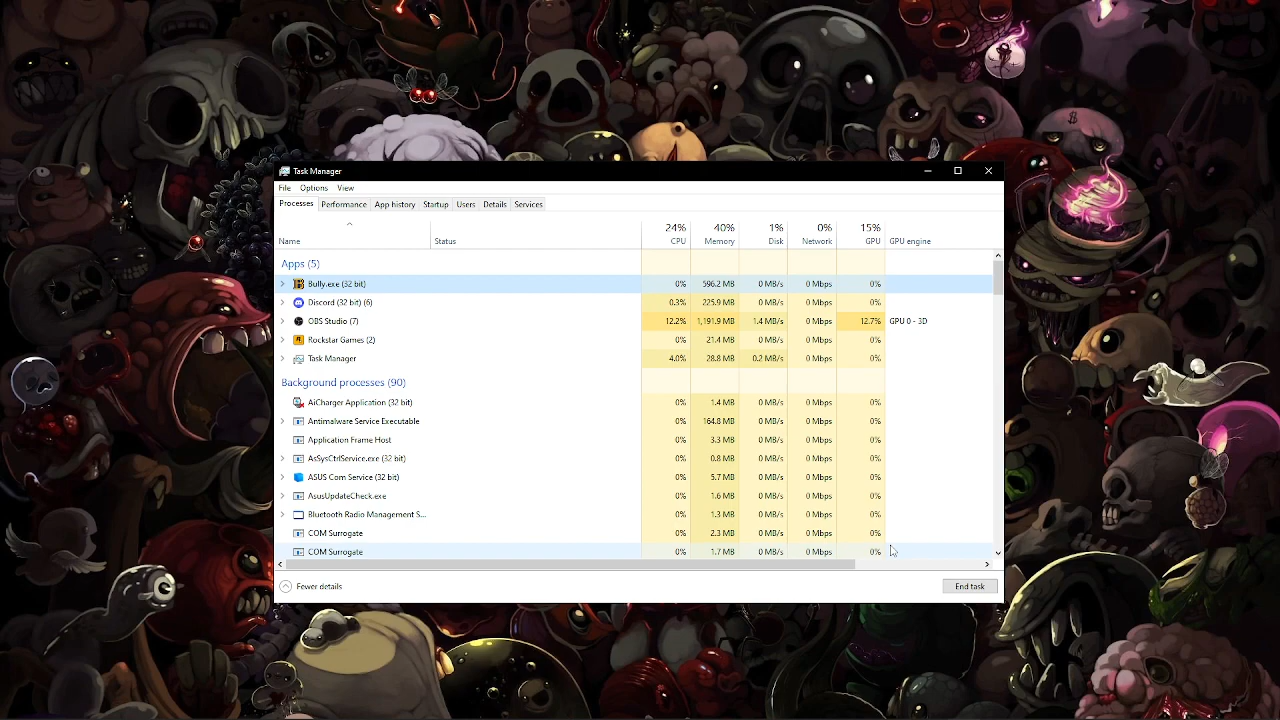 Task Manager
File Options View
Processes Performance App history Startup Users Details Services
24% 40% 1% 0% 15%
Name Status CPU Memory Disk Network GPU GPU engine
Apps (5)
Bully.exe (32 bit) 0% 596.2 MB 0 MB/s 0 Mbps 0%
Discord (32 bit) (6) 0.3% 225.9 MB 0 MB/s 0 Mbps 0%
OBS Studio (7) 12.2% 1,191.9 MB 1.4 MB/s 0 Mbps 12.7% GPU 0 - 3D
Rockstar Games (2) 0% 21.4 MB 0 MB/s 0 Mbps 0%
Task Manager 4.0% 28.8 MB 0.2 MB/s 0 Mbps 0%
Background processes (90)
AiCharger Application (32 bit) 0% 1.4 MB 0 MB/s 0 Mbps 0%
Antimalware Service Executable 0% 164.8 MB 0 MB/s 0 Mbps 0%
Application Frame Host 0% 3.3 MB 0 MB/s 0 Mbps 0%
AsSysCtrlService.exe (32 bit) 0% 0.8 MB 0 MB/s 0 Mbps 0%
ASUS Com Service (32 bit) 0% 5.7 MB 0 MB/s 0 Mbps 0%
AsusUpdateCheck.exe 0% 1.6 MB 0 MB/s 0 Mbps 0%
Bluetooth Radio Management S... 0% 1.3 MB 0 MB/s 0 Mbps 0%
COM Surrogate 0% 2.3 MB 0 MB/s 0 Mbps 0%
COM Surrogate 0% 1.7 MB 0 MB/s 0 Mbps 0%
Fewer details End task